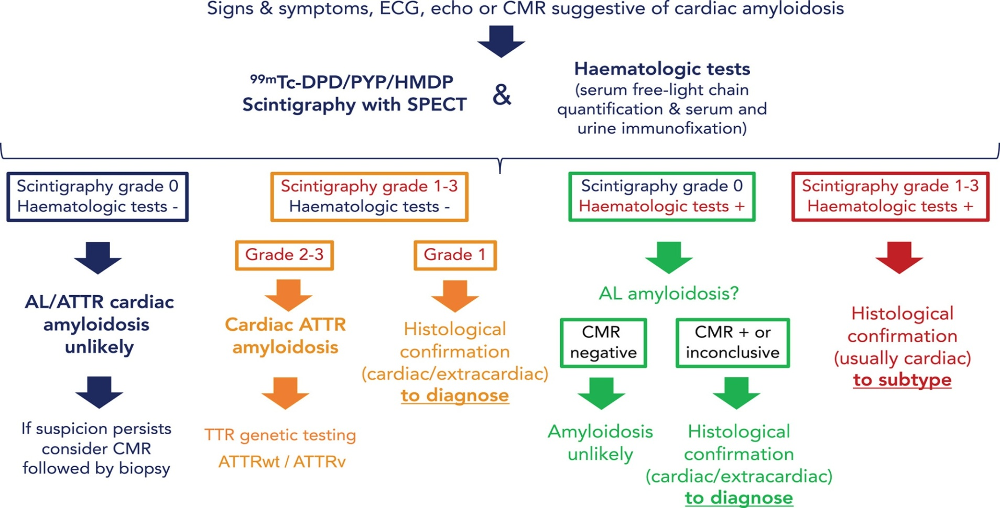 Signs & symptoms, ECG, echo or CMR suggestive of cardiac amyloidosis
99mTc-DPD/PYP/HMDP
Scintigraphy with SPECT
&
Haematologic tests
(serum free-light chain
quantification & serum and
urine immunofixation)
Scintigraphy grade 0
Haematologic tests -
AL/ATTR cardiac
amyloidosis
unlikely
If suspicion persists
consider CMR
followed by biopsy
Scintigraphy grade 1-3
Haematologic tests -
Grade 2-3
Cardiac ATTR
amyloidosis
TTR genetic testing
ATTRwt / ATTRv
Grade 1
Histological
confirmation
(cardiac/extracardiac)
to diagnose
Scintigraphy grade 0
Haematologic tests +
AL amyloidosis?
CMR
negative
Amyloidosis
unlikely
CMR + or
inconclusive
Histological
confirmation
(cardiac/extracardiac)
to diagnose
Scintigraphy grade 1-3
Haematologic tests +
Histological
confirmation
(usually cardiac)
to subtype